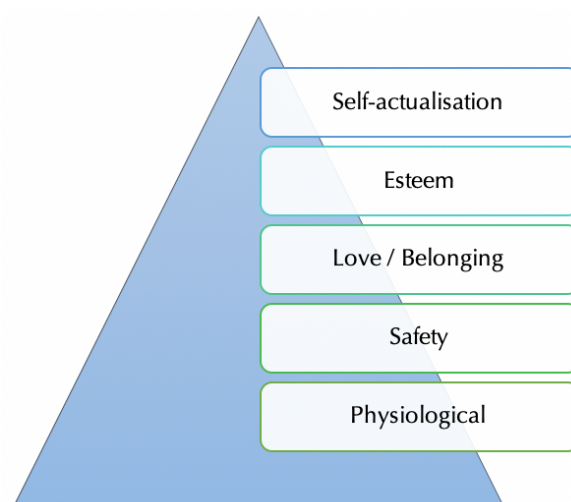 Self-actualisation
Esteem
Love / Belonging
Safety
Physiological